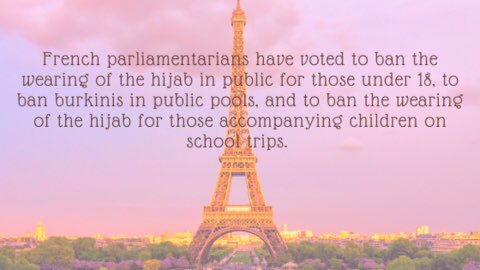 French parliamentarians have voted to ban the
wearing of the hijab in public for those under 18, to
ban burkinis in public pools, and to ban the wearing
of the hijab for those accompanying children on
school trips.